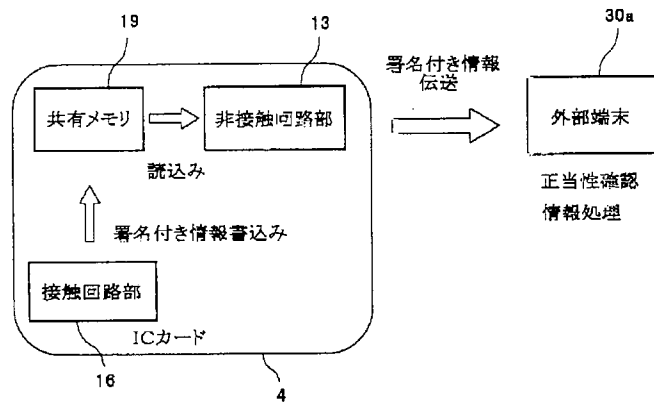 19
13
30a
署名付き情報
伝送
共有メモリ
非接触回路部
外部端末
読込み
正当性確認
情報処理
署名付き情報書込み
接触回路部
ICカード
16
4